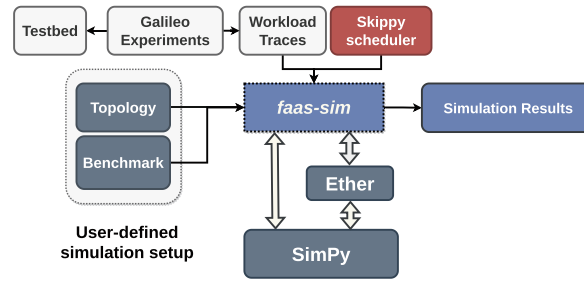 Testbed
Galileo
Experiments
Workload
Traces
Skippy
scheduler
Topology
Benchmark
faas-sim
Simulation Results
Ether
User-defined
simulation setup
SimPy